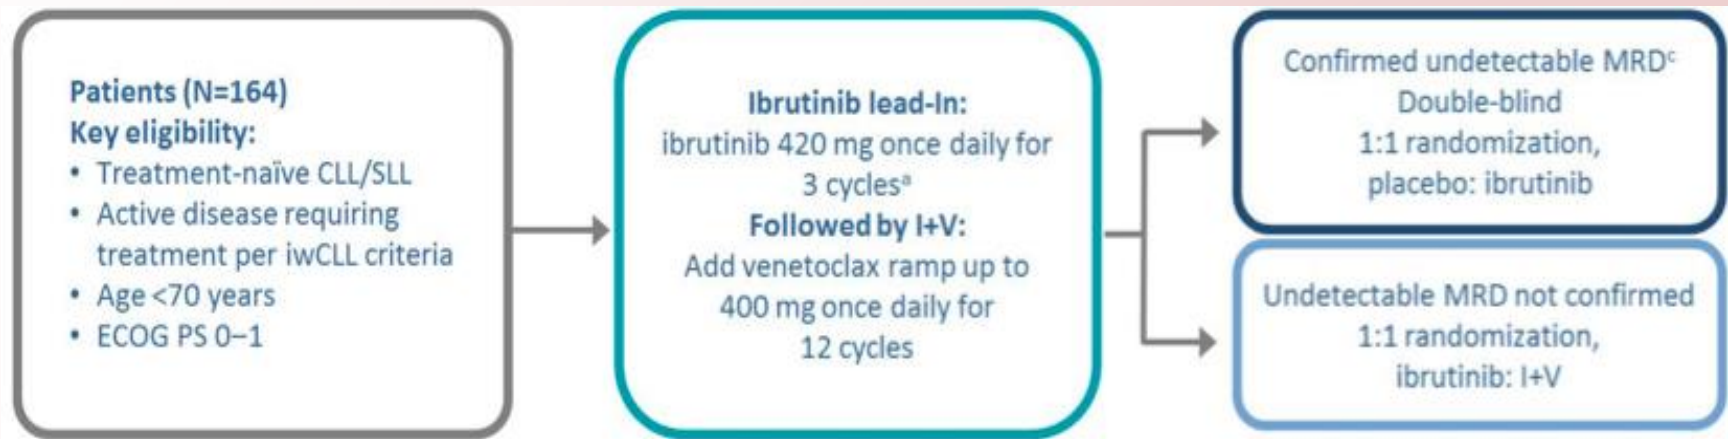 Patients (N=164)
Key eligibility:
• Treatment-naïve CLL/SLL
• Active disease requiring
treatment per iwCLL criteria
• Age <70 years
• ECOG PS 0–1
Ibrutinib lead-In:
ibrutinib 420 mg once daily for
3 cyclesᵃ
Followed by I+V:
Add venetoclax ramp up to
400 mg once daily for
12 cycles
Confirmed undetectable MRDᶜ
Double-blind
1:1 randomization,
placebo: ibrutinib
Undetectable MRD not confirmed
1:1 randomization,
ibrutinib: I+V